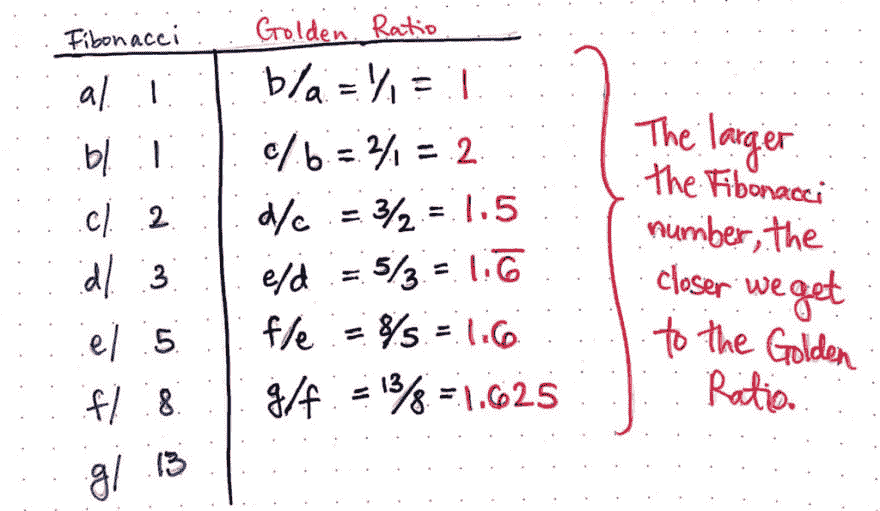 Fibonacci Golden Ratio
a/ 1 b/a = 1/1 = 1
b/ 1 c/b = 2/1 = 2
c/ 2 d/c = 3/2 = 1.5
d/ 3 e/d = 5/3 = 1.6̅
e/ 5 f/e = 8/5 = 1.6
f/ 8 g/f = 13/8 = 1.625
g/ 13
The larger
the Fibonacci
number, the
closer we get
to the Golden
Ratio.